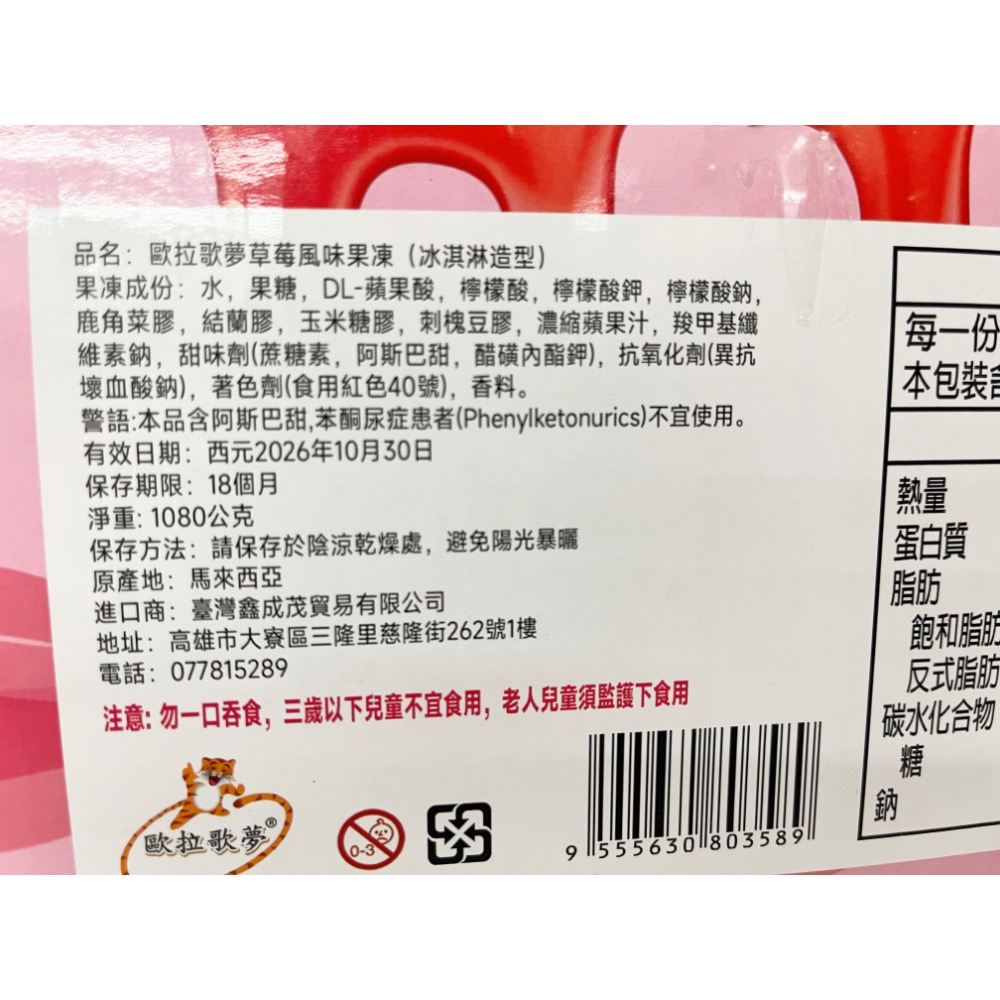 品名：歐拉歌夢草莓風味果凍（冰淇淋造型）
果凍成份：水，果糖，DL-蘋果酸，檸檬酸，檸檬酸鉀，檸檬酸鈉，
鹿角菜膠，結蘭膠，玉米糖膠，刺槐豆膠，濃縮蘋果汁，羧甲基纖
維素鈉，甜味劑(蔗糖素，阿斯巴甜，醋磺內酯鉀)，抗氧化劑(異抗
壞血酸鈉)，著色劑(食用紅色40號)，香料。
警語:本品含阿斯巴甜,苯酮尿症患者(Phenylketonurics)不宜使用。
有效日期：西元2026年10月30日
保存期限：18個月
淨重: 1080公克
保存方法：請保存於陰涼乾燥處，避免陽光暴曬
原產地：馬來西亞
進口商：臺灣鑫成茂貿易有限公司
地址：高雄市大寮區三隆里慈隆街262號1樓
電話：077815289
注意: 勿一口吞食，三歲以下兒童不宜食用，老人兒童須監護下食用
歐拉歌夢®
0-3
9 555630 803589
每一份
本包裝含
熱量
蛋白質
脂肪
飽和脂肪
反式脂肪
碳水化合物
糖
鈉